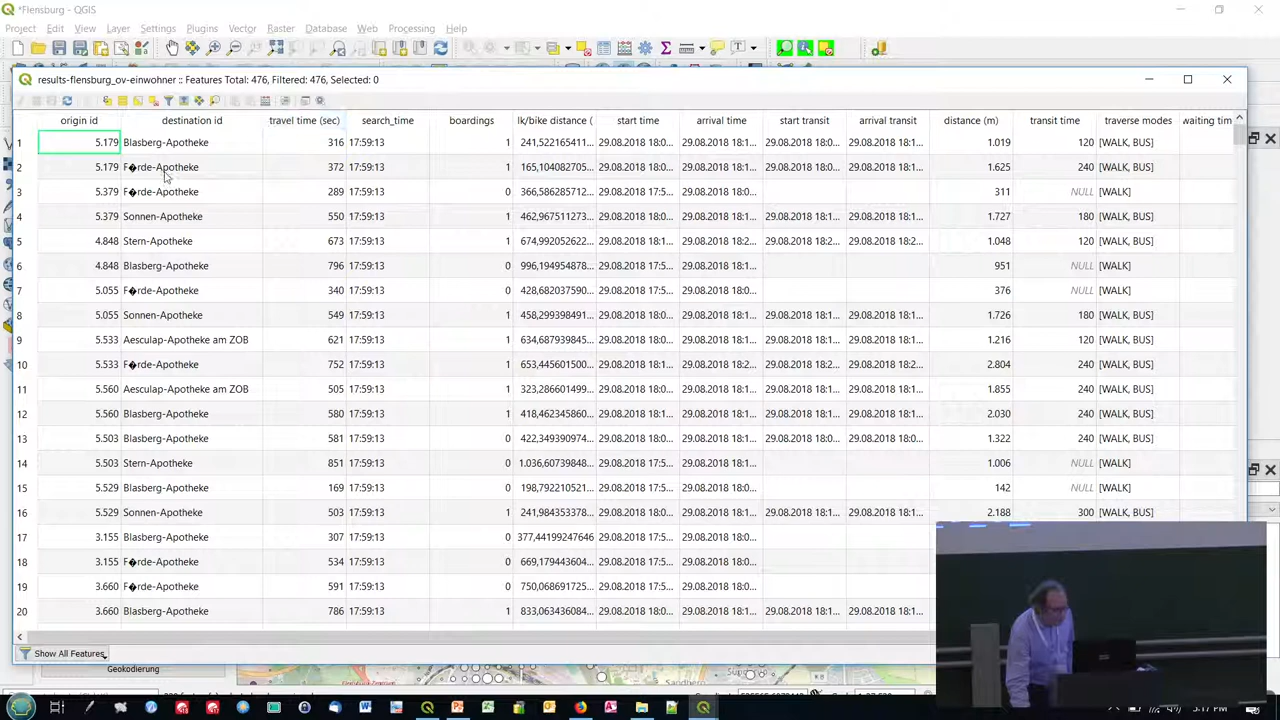 *Flensburg - QGIS
Project Edit View Layer Settings Plugins Vector Raster Database Web Processing Help
results-flensburg_ov-einwohner :: Features Total: 476, Filtered: 476, Selected: 0
origin id destination id travel time (sec) search_time boardings lk/bike distance ( start time arrival time start transit arrival transit distance (m) transit time traverse modes waiting tim
1 5.179 Blasberg-Apotheke 316 17:59:13 1 241,522165411... 29.08.2018 18:0... 29.08.2018 18:1... 29.08.2018 18:0... 29.08.2018 18:1... 1.019 120 [WALK, BUS]
2 5.179 F�rde-Apotheke 372 17:59:13 1 165,104082705... 29.08.2018 18:0... 29.08.2018 18:1... 29.08.2018 18:0... 29.08.2018 18:1... 1.625 240 [WALK, BUS]
3 5.379 F�rde-Apotheke 289 17:59:13 0 366,586285712... 29.08.2018 17:5... 29.08.2018 18:0... 311 NULL [WALK]
4 5.379 Sonnen-Apotheke 550 17:59:13 1 462,967511273... 29.08.2018 18:0... 29.08.2018 18:1... 29.08.2018 18:0... 29.08.2018 18:1... 1.727 180 [WALK, BUS]
5 4.848 Stern-Apotheke 673 17:59:13 1 674,992052622... 29.08.2018 18:1... 29.08.2018 18:2... 29.08.2018 18:2... 29.08.2018 18:2... 1.048 120 [WALK, BUS]
6 4.848 Blasberg-Apotheke 796 17:59:13 0 996,194954878... 29.08.2018 17:5... 29.08.2018 18:1... 951 NULL [WALK]
7 5.055 F�rde-Apotheke 340 17:59:13 0 428,682037590... 29.08.2018 17:5... 29.08.2018 18:0... 376 NULL [WALK]
8 5.055 Sonnen-Apotheke 549 17:59:13 1 458,299398491... 29.08.2018 18:0... 29.08.2018 18:1... 29.08.2018 18:0... 29.08.2018 18:1... 1.726 180 [WALK, BUS]
9 5.533 Aesculap-Apotheke am ZOB 621 17:59:13 1 634,687939845... 29.08.2018 18:0... 29.08.2018 18:1... 29.08.2018 18:1... 29.08.2018 18:1... 1.216 120 [WALK, BUS]
10 5.533 F�rde-Apotheke 752 17:59:13 1 653,445601500... 29.08.2018 18:0... 29.08.2018 18:2... 29.08.2018 18:1... 29.08.2018 18:2... 2.804 240 [WALK, BUS]
11 5.560 Aesculap-Apotheke am ZOB 505 17:59:13 1 323,286601499... 29.08.2018 18:0... 29.08.2018 18:1... 29.08.2018 18:0... 29.08.2018 18:1... 1.855 240 [WALK, BUS]
12 5.560 Blasberg-Apotheke 580 17:59:13 1 418,462345860... 29.08.2018 18:0... 29.08.2018 18:1... 29.08.2018 18:1... 29.08.2018 18:1... 2.030 240 [WALK, BUS]
13 5.503 Blasberg-Apotheke 581 17:59:13 1 422,349390974... 29.08.2018 18:0... 29.08.2018 18:1... 29.08.2018 18:0... 29.08.2018 18:0... 1.322 240 [WALK, BUS]
14 5.503 Stern-Apotheke 851 17:59:13 0 1.036,60739848... 29.08.2018 17:5... 29.08.2018 18:1... 1.006 NULL [WALK]
15 5.529 Blasberg-Apotheke 169 17:59:13 0 198,792210521... 29.08.2018 17:5... 29.08.2018 18:0... 142 NULL [WALK]
16 5.529 Sonnen-Apotheke 503 17:59:13 1 241,984353378... 29.08.2018 18:0... 29.08.2018 18:1... 29.08.2018 18:0... 29.08.2018 18:1... 2.188 300 [WALK, BUS]
17 3.155 Blasberg-Apotheke 307 17:59:13 0 377,44199247646 29.08.2018 17:5... 29.08.2018 18:0...
18 3.155 F�rde-Apotheke 534 17:59:13 0 669,179443604... 29.08.2018 17:5... 29.08.2018 18:0...
19 3.660 F�rde-Apotheke 591 17:59:13 0 750,068691725... 29.08.2018 17:5... 29.08.2018 18:0...
20 3.660 Blasberg-Apotheke 786 17:59:13 1 833,063436084... 29.08.2018 18:0... 29.08.2018 18:1... 29.08.2018 18:0... 29.08.2018 18:1...
Show All Features
Geokodierung
Sandberg
5:17 PM